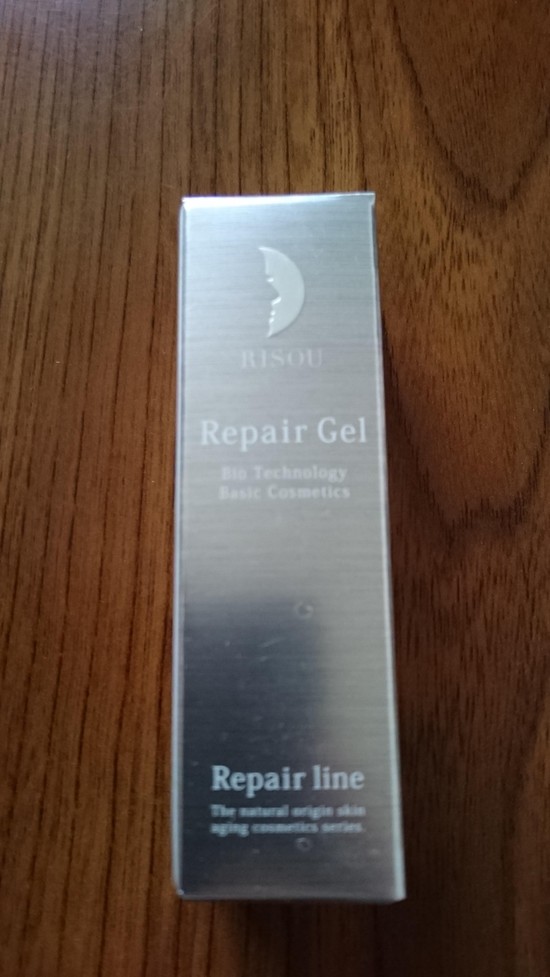 RISOU
Repair Gel
Bio Technology
Basic Cosmetics
Repair line
The natural origin skin
aging cosmetics series.